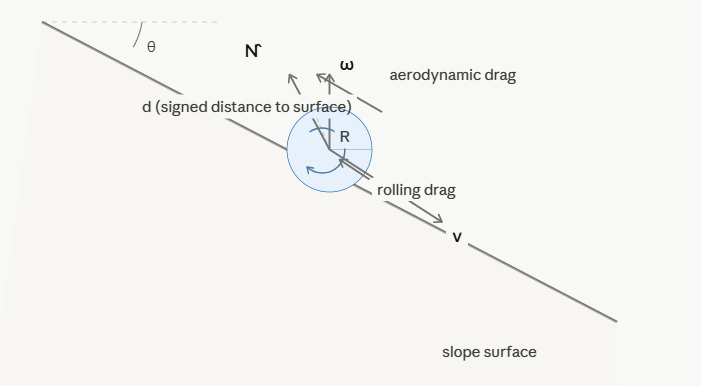 θ
N̂
ω
aerodynamic drag
d (signed distance to surface)
R
rolling drag
v
slope surface